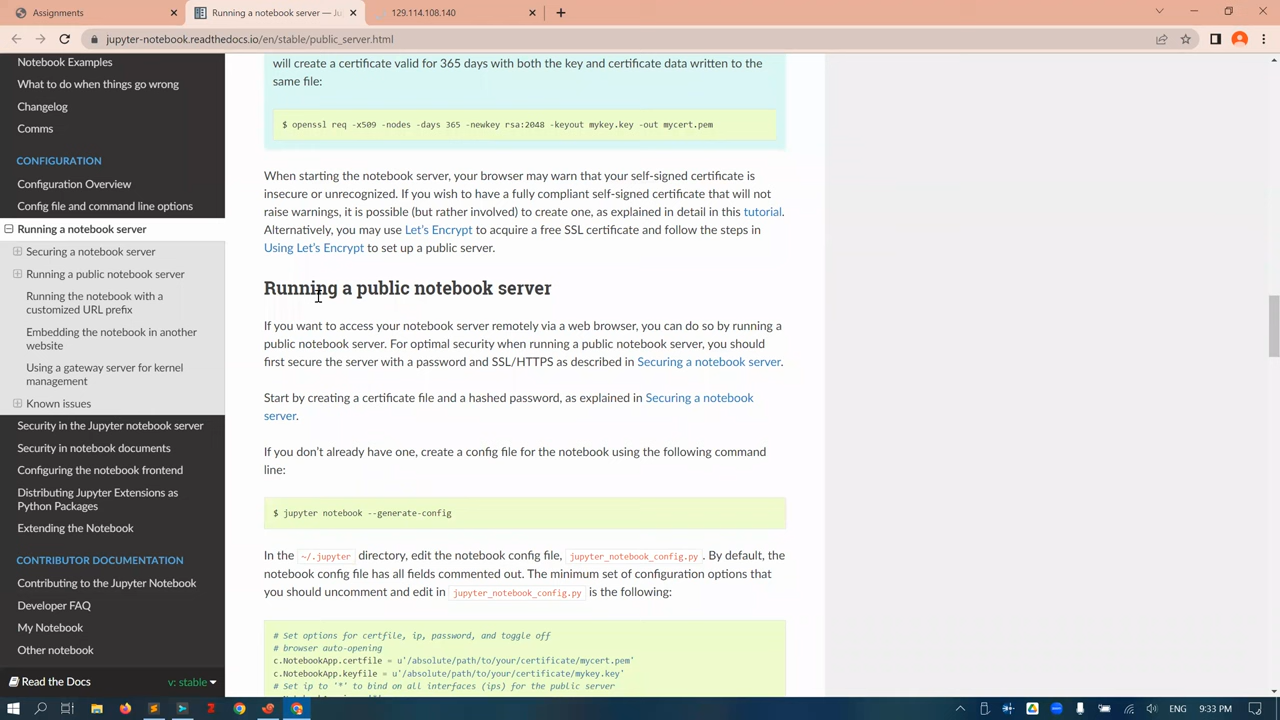 Assignments
Running a notebook server — Ju
129.114.108.140
jupyter-notebook.readthedocs.io/en/stable/public_server.html
Notebook Examples
What to do when things go wrong
Changelog
Comms
CONFIGURATION
Configuration Overview
Config file and command line options
Running a notebook server
Securing a notebook server
Running a public notebook server
Running the notebook with a
customized URL prefix
Embedding the notebook in another
website
Using a gateway server for kernel
management
Known issues
Security in the Jupyter notebook server
Security in notebook documents
Configuring the notebook frontend
Distributing Jupyter Extensions as
Python Packages
Extending the Notebook
CONTRIBUTOR DOCUMENTATION
Contributing to the Jupyter Notebook
Developer FAQ
My Notebook
Other notebook
Read the Docs
v: stable
will create a certificate valid for 365 days with both the key and certificate data written to the
same file:
$ openssl req -x509 -nodes -days 365 -newkey rsa:2048 -keyout mykey.key -out mycert.pem
When starting the notebook server, your browser may warn that your self-signed certificate is
insecure or unrecognized. If you wish to have a fully compliant self-signed certificate that will not
raise warnings, it is possible (but rather involved) to create one, as explained in detail in this tutorial.
Alternatively, you may use Let's Encrypt to acquire a free SSL certificate and follow the steps in
Using Let's Encrypt to set up a public server.
Running a public notebook server
If you want to access your notebook server remotely via a web browser, you can do so by running a
public notebook server. For optimal security when running a public notebook server, you should
first secure the server with a password and SSL/HTTPS as described in Securing a notebook server.
Start by creating a certificate file and a hashed password, as explained in Securing a notebook
server.
If you don't already have one, create a config file for the notebook using the following command
line:
$ jupyter notebook --generate-config
In the ~/.jupyter directory, edit the notebook config file, jupyter_notebook_config.py . By default, the
notebook config file has all fields commented out. The minimum set of configuration options that
you should uncomment and edit in jupyter_notebook_config.py is the following:
# Set options for certfile, ip, password, and toggle off
# browser auto-opening
c.NotebookApp.certfile = u'/absolute/path/to/your/certificate/mycert.pem'
c.NotebookApp.keyfile = u'/absolute/path/to/your/certificate/mykey.key'
# Set ip to '*' to bind on all interfaces (ips) for the public server
ENG
9:33 PM